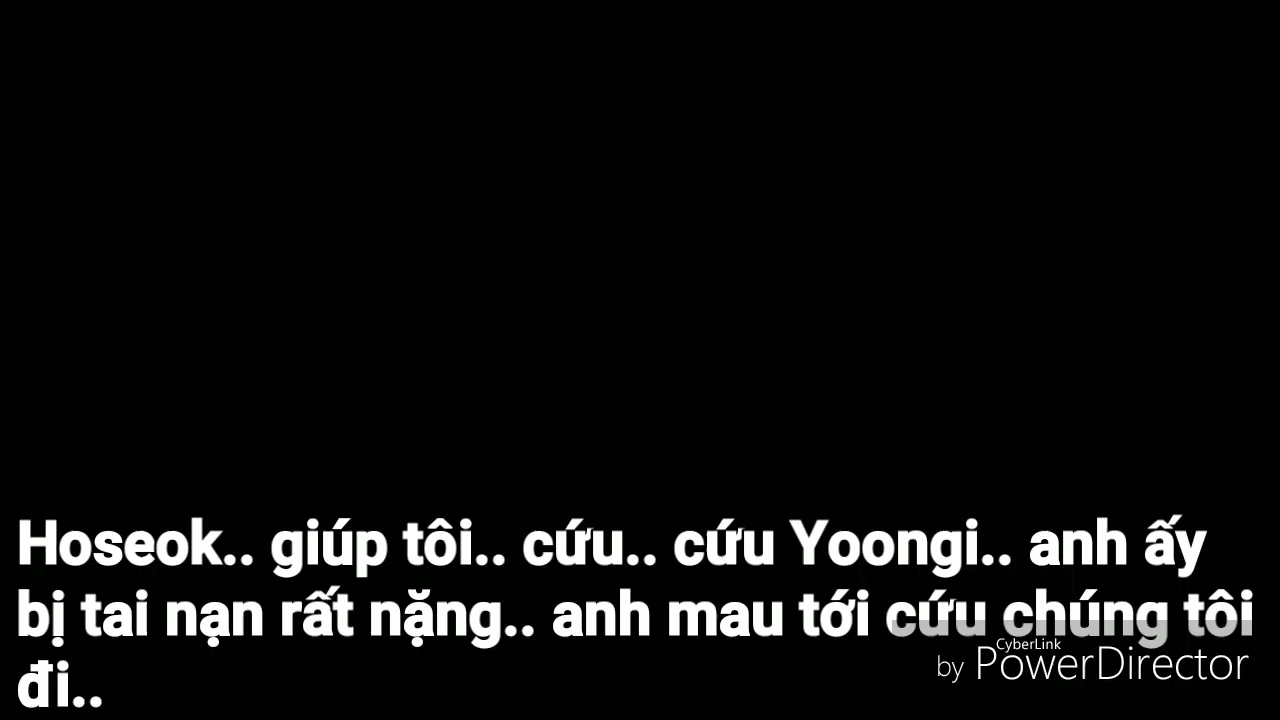 Hoseok.. giúp tôi.. cứu.. cứu Yoongi.. anh ấy
bị tai nạn rất nặng.. anh mau tới cứu chúng tôi
đi..
CyberLink
by PowerDirector